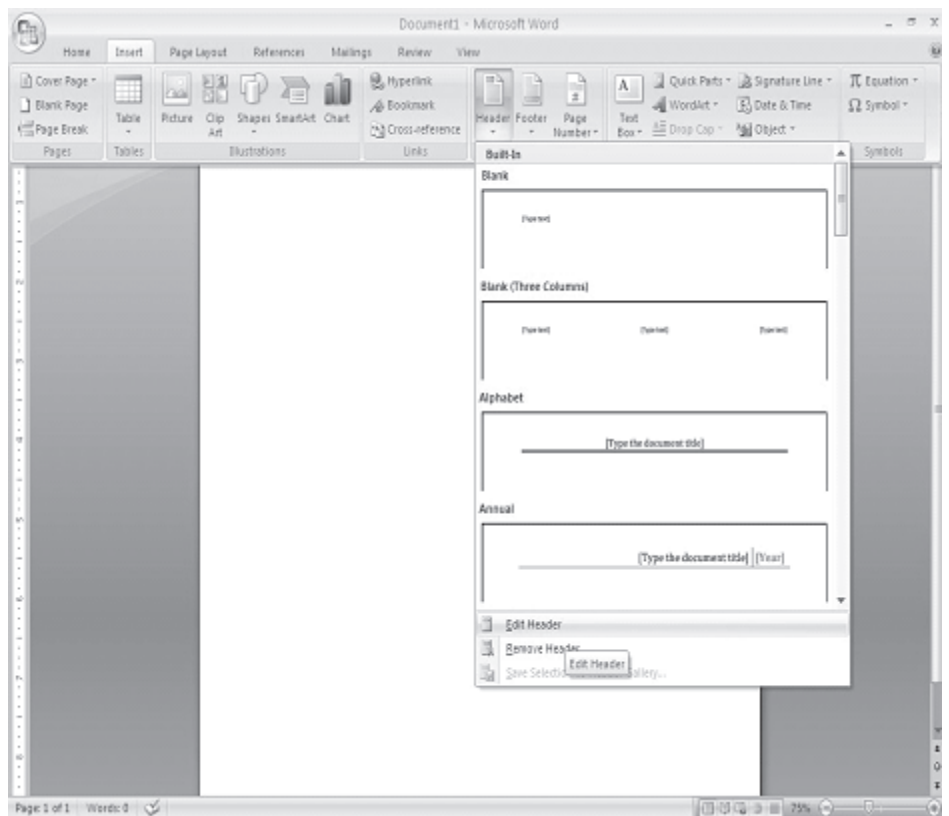 Document1 - Microsoft Word
Home Insert Page Layout References Mailings Review View
Cover Page
Blank Page
Page Break
Pages
Table
Tables
Picture Clip Art Shapes SmartArt Chart
Illustrations
Hyperlink
Bookmark
Cross-reference
Links
Header Footer Page Number
Text Box
Quick Parts
WordArt
Drop Cap
Signature Line
Date & Time
Object
Equation
Symbol
Symbols
Built-In
Blank
[Type text]
Blank (Three Columns)
[Type text] [Type text] [Type text]
Alphabet
[Type the document title]
Annual
[Type the document title] [Year]
Edit Header
Remove Header
Edit Header
Save Selection Gallery...
Page: 1 of 1 Words: 0 75%